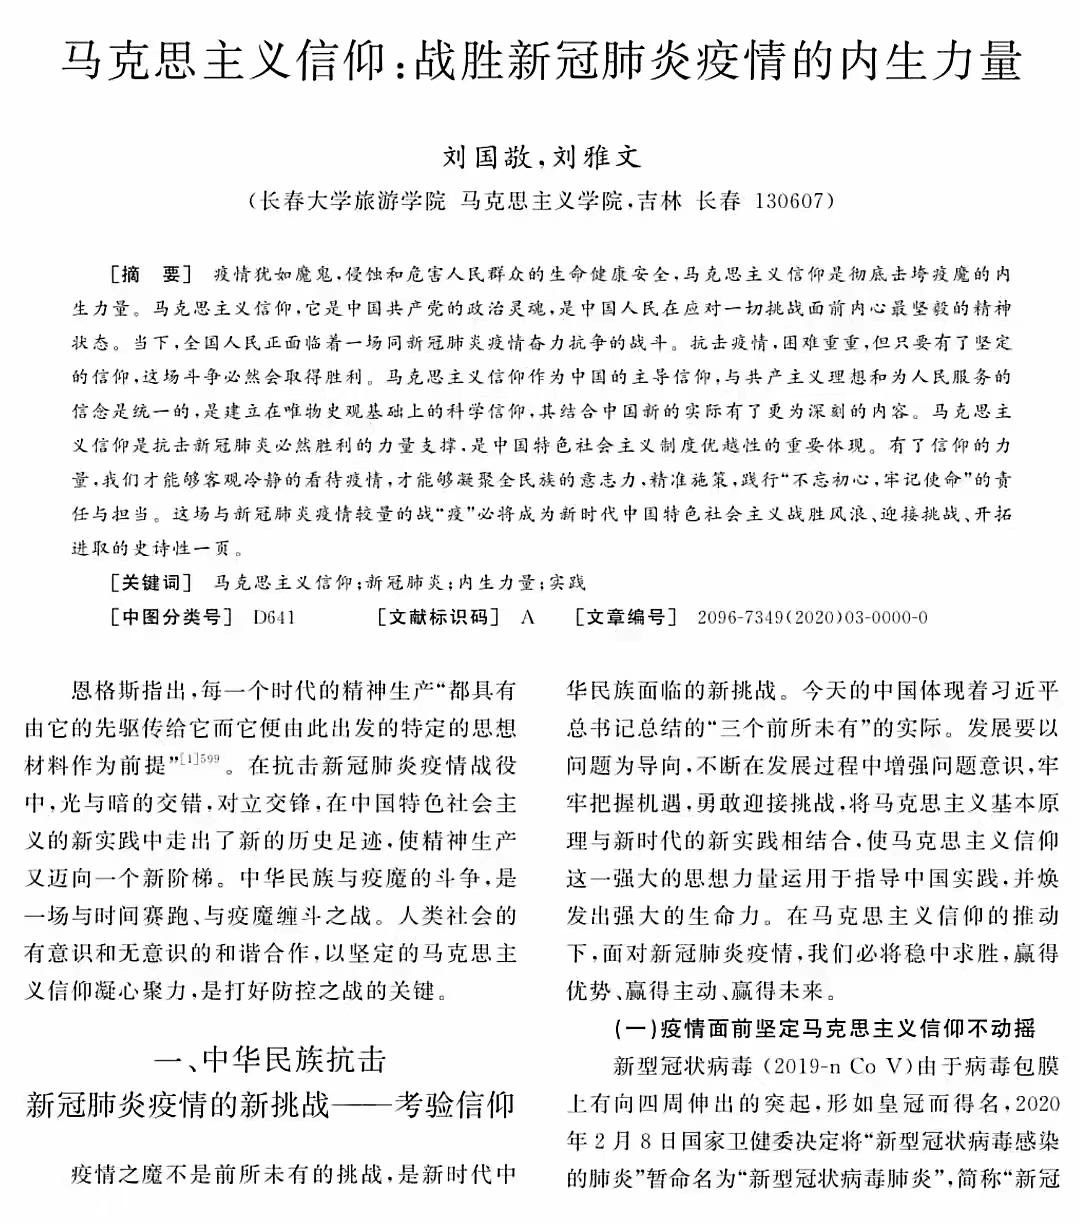 马克思主义信仰:战胜新冠肺炎疫情的内生力量
刘国敬,刘雅文
(长春大学旅游学院 马克思主义学院,吉林 长春 130607)
[摘 要] 疫情犹如魔鬼,侵蚀和危害人民群众的生命健康安全,马克思主义信仰是彻底击垮疫魔的内
生力量。马克思主义信仰,它是中国共产党的政治灵魂,是中国人民在应对一切挑战面前内心最坚毅的精神
状态。当下,全国人民正面临着一场同新冠肺炎疫情奋力抗争的战斗。抗击疫情,困难重重,但只要有了坚定
的信仰,这场斗争必然会取得胜利。马克思主义信仰作为中国的主导信仰,与共产主义理想和为人民服务的
信念是统一的,是建立在唯物史观基础上的科学信仰,其结合中国新的实际有了更为深刻的内容。马克思主
义信仰是抗击新冠肺炎必然胜利的力量支撑,是中国特色社会主义制度优越性的重要体现。有了信仰的力
量,我们才能够客观冷静的看待疫情,才能够凝聚全民族的意志力,精准施策,践行“不忘初心,牢记使命”的责
任与担当。这场与新冠肺炎疫情较量的战“疫”必将成为新时代中国特色社会主义战胜风浪、迎接挑战、开拓
进取的史诗性一页。
[关键词] 马克思主义信仰;新冠肺炎;内生力量;实践
[中图分类号] D641 [文献标识码] A [文章编号] 2096-7349(2020)03-0000-0
恩格斯指出,每一个时代的精神生产“都具有
由它的先驱传给它而它便由此出发的特定的思想
材料作为前提”[1]599。在抗击新冠肺炎疫情战役
中,光与暗的交错,对立交锋,在中国特色社会主
义的新实践中走出了新的历史足迹,使精神生产
又迈向一个新阶梯。中华民族与疫魔的斗争,是
一场与时间赛跑、与疫魔缠斗之战。人类社会的
有意识和无意识的和谐合作,以坚定的马克思主
义信仰凝心聚力,是打好防控之战的关键。
一、中华民族抗击
新冠肺炎疫情的新挑战——考验信仰
疫情之魔不是前所未有的挑战,是新时代中
华民族面临的新挑战。今天的中国体现着习近平
总书记总结的“三个前所未有”的实际。发展要以
问题为导向,不断在发展过程中增强问题意识,牢
牢把握机遇,勇敢迎接挑战,将马克思主义基本原
理与新时代的新实践相结合,使马克思主义信仰
这一强大的思想力量运用于指导中国实践,并焕
发出强大的生命力。在马克思主义信仰的推动
下,面对新冠肺炎疫情,我们必将稳中求胜,赢得
优势、赢得主动、赢得未来。
(一)疫情面前坚定马克思主义信仰不动摇
新型冠状病毒 (2019-n Co V)由于病毒包膜
上有向四周伸出的突起,形如皇冠而得名,2020
年2月8日国家卫健委决定将“新型冠状病毒感染
的肺炎”暂命名为“新型冠状病毒肺炎”,简称“新冠